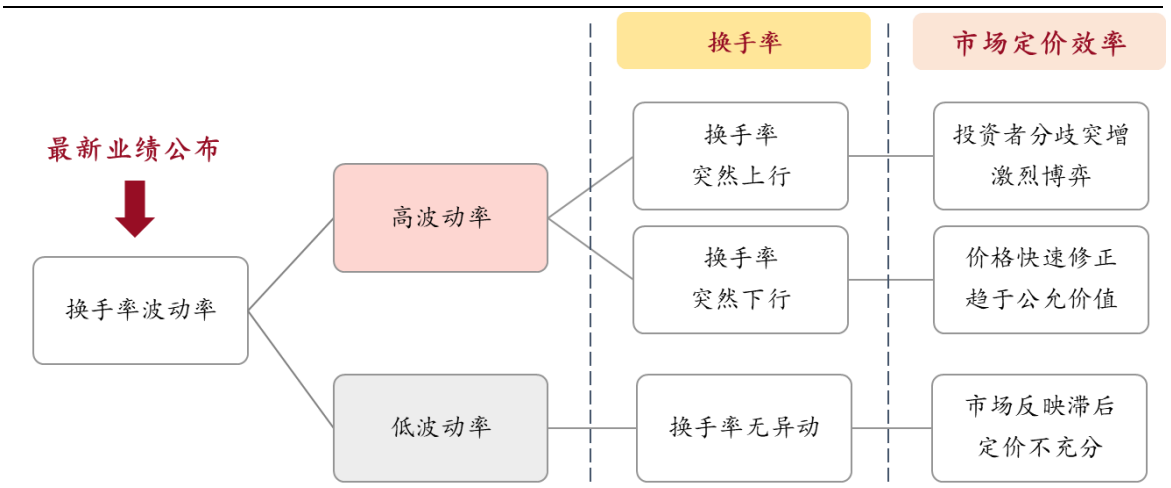 换手率
市场定价效率
最新业绩公布
换手率波动率
高波动率
换手率
突然上行
投资者分歧突增
激烈博弈
换手率
突然下行
价格快速修正
趋于公允价值
低波动率
换手率无异动
市场反映滞后
定价不充分